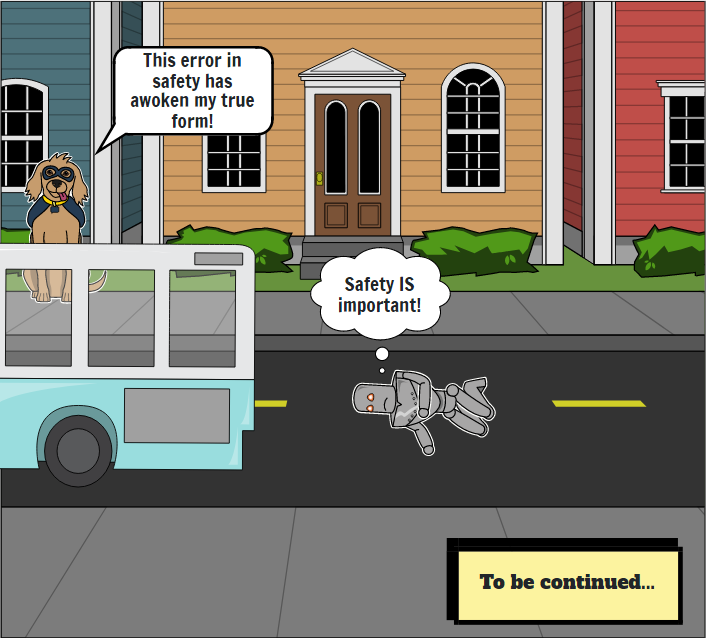 This error in
safety has
awoken my true
form!
Safety IS
important!
To be continued...